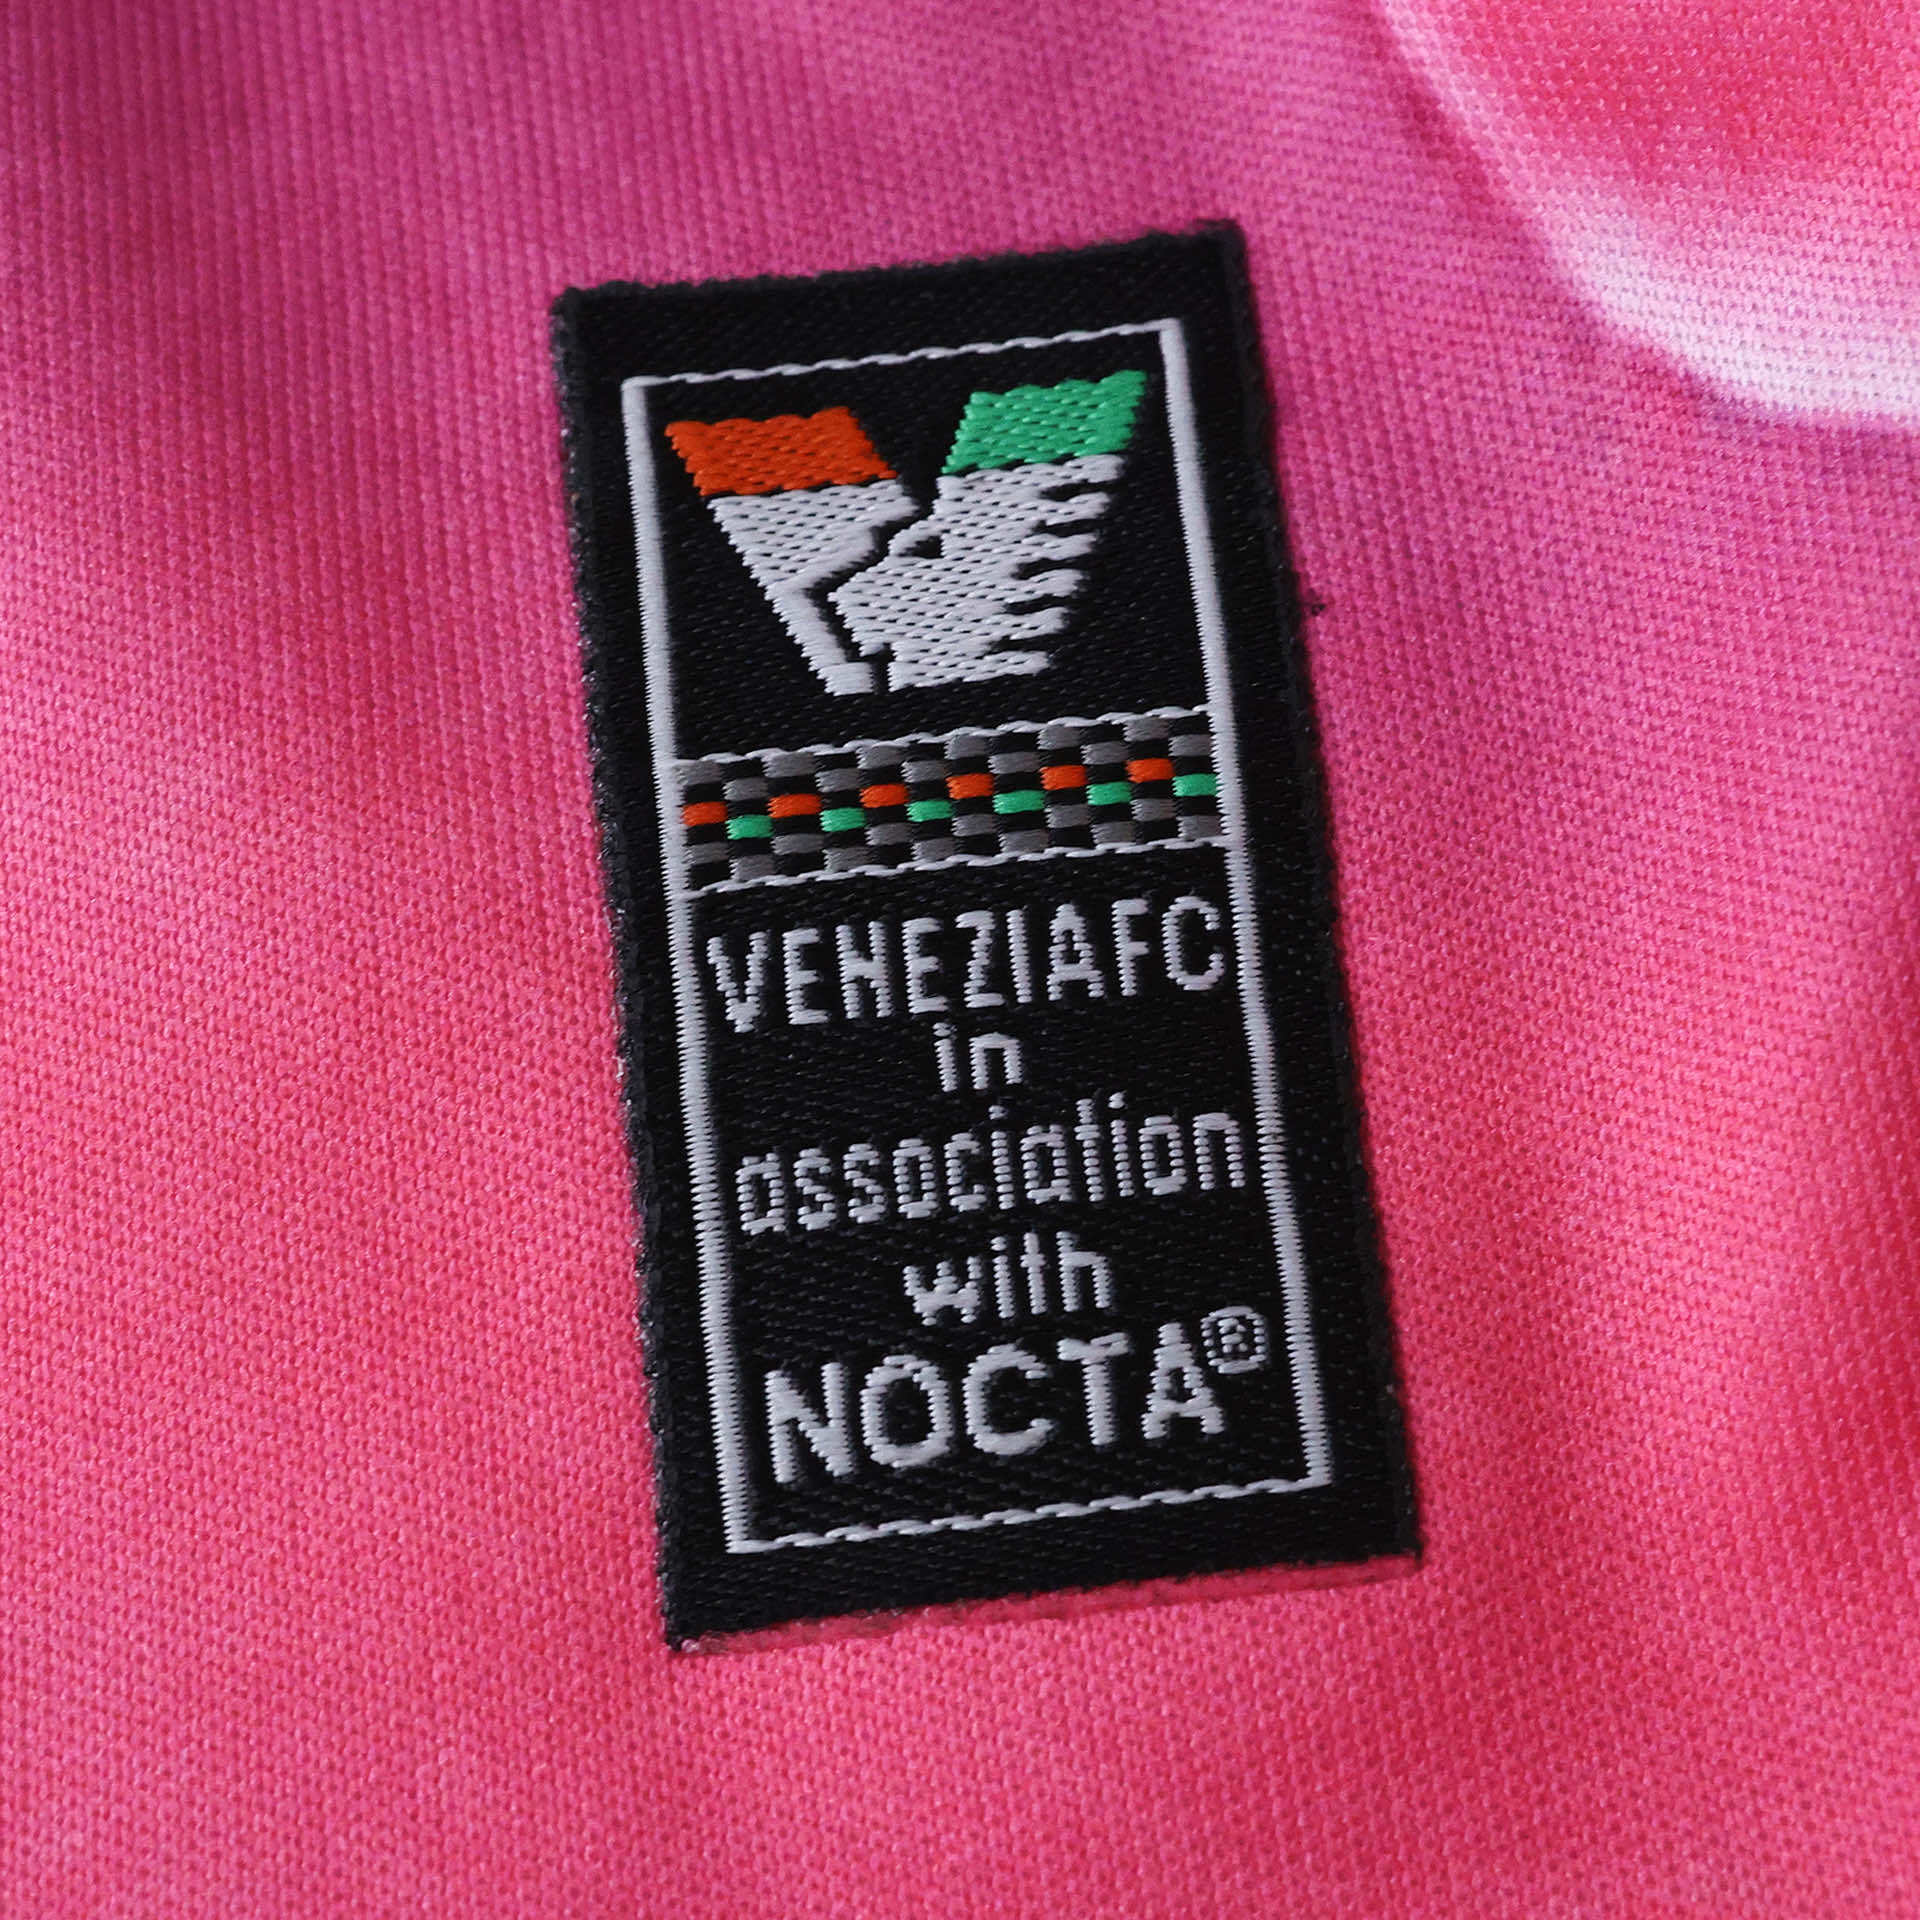 VENEZIAFC
in
association
with
NOCTA®